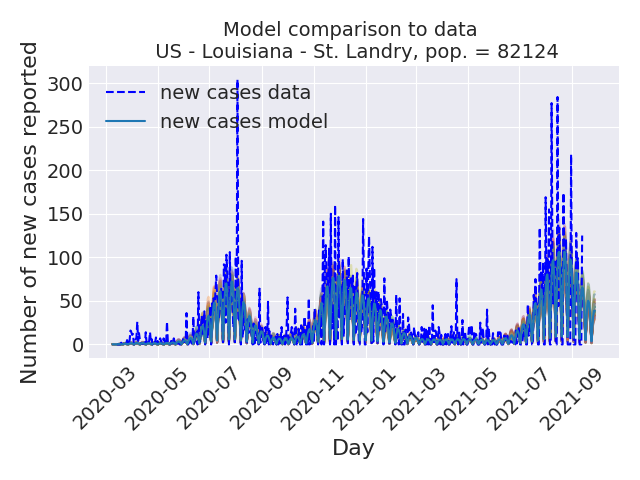 Model comparison to data
US - Louisiana - St. Landry, pop. = 82124
Number of new cases reported
300
250
200
150
100
50
0
new cases data
new cases model
2020-03
2020-05
2020-07
2020-09
2020-11
2021-01
2021-03
2021-05
2021-07
2021-09
Day